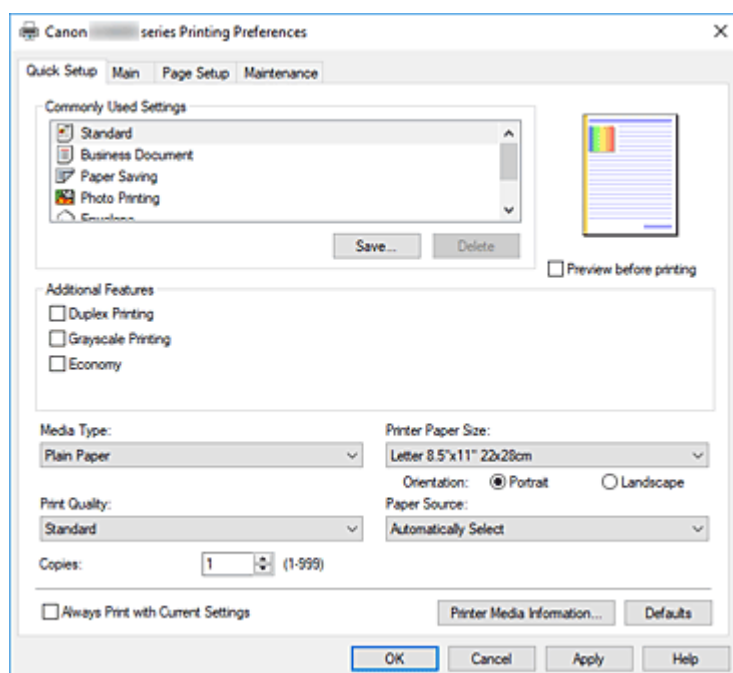 Canon series Printing Preferences
Quick Setup Main Page Setup Maintenance
Commonly Used Settings
Standard
Business Document
Paper Saving
Photo Printing
Save... Delete
Preview before printing
Additional Features
Duplex Printing
Grayscale Printing
Economy
Media Type: Printer Paper Size:
Plain Paper Letter 8.5"x11" 22x28cm
Orientation: Portrait Landscape
Print Quality: Paper Source:
Standard Automatically Select
Copies: 1 (1-999)
Always Print with Current Settings Printer Media Information... Defaults
OK Cancel Apply Help